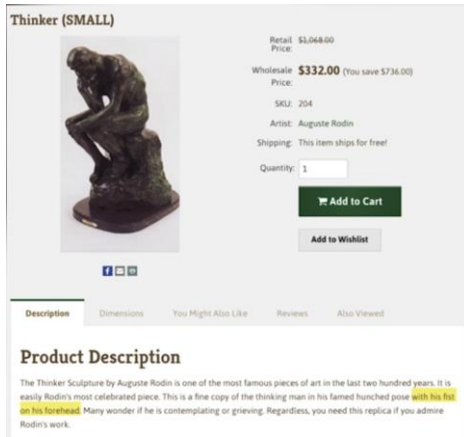 Thinker (SMALL)
Retail Price: $1,068.00
Wholesale Price: $332.00 (You save $736.00)
SKU: 204
Artist: Auguste Rodin
Shipping: This item ships for free!
Quantity: 1
Add to Cart
Add to Wishlist
Description Dimensions You Might Also Like Reviews Also Viewed
Product Description
The Thinker Sculpture by Auguste Rodin is one of the most famous pieces of art in the last two hundred years. It is
easily Rodin's most celebrated piece. This is a fine copy of the thinking man in his famed hunched pose with his fist
on his forehead. Many wonder if he is contemplating or grieving. Regardless, you need this replica if you admire
Rodin's work.